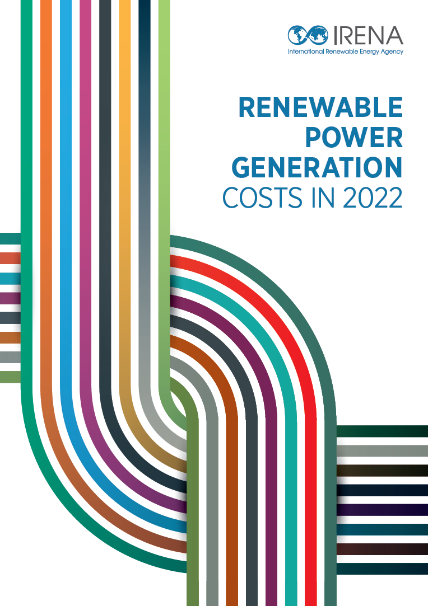 IRENA
International Renewable Energy Agency
RENEWABLE
POWER
GENERATION
COSTS IN 2022